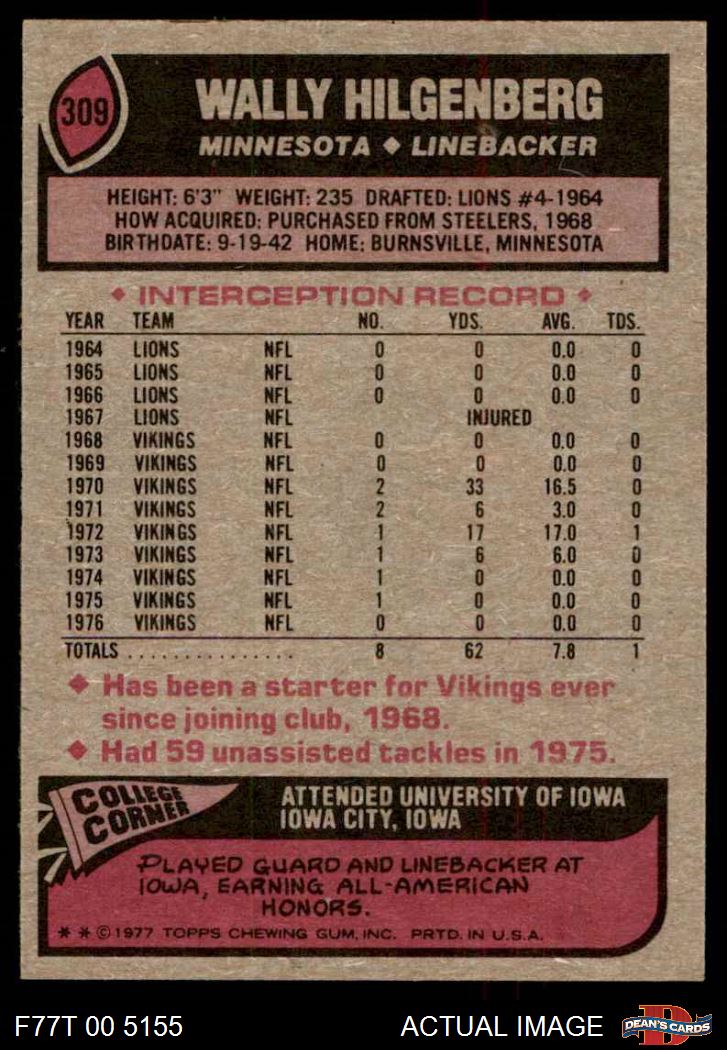 309
WALLY HILGENBERG
MINNESOTA ◆ LINEBACKER
HEIGHT: 6'3" WEIGHT: 235 DRAFTED: LIONS #4-1964
HOW ACQUIRED: PURCHASED FROM STEELERS, 1968
BIRTHDATE: 9-19-42 HOME: BURNSVILLE, MINNESOTA
◆ INTERCEPTION RECORD ◆
YEAR TEAM NO. YDS. AVG. TDS.
1964 LIONS NFL 0 0 0.0 0
1965 LIONS NFL 0 0 0.0 0
1966 LIONS NFL 0 0 0.0 0
1967 LIONS NFL INJURED
1968 VIKINGS NFL 0 0 0.0 0
1969 VIKINGS NFL 0 0 0.0 0
1970 VIKINGS NFL 2 33 16.5 0
1971 VIKINGS NFL 2 6 3.0 0
1972 VIKINGS NFL 1 17 17.0 1
1973 VIKINGS NFL 1 6 6.0 0
1974 VIKINGS NFL 1 0 0.0 0
1975 VIKINGS NFL 1 0 0.0 0
1976 VIKINGS NFL 0 0 0.0 0
TOTALS ............... 8 62 7.8 1
◆ Has been a starter for Vikings ever
since joining club, 1968.
◆ Had 59 unassisted tackles in 1975.
COLLEGE
CORNER
ATTENDED UNIVERSITY OF IOWA
IOWA CITY, IOWA
PLAYED GUARD AND LINEBACKER AT
IOWA, EARNING ALL-AMERICAN
HONORS.
* * © 1977 TOPPS CHEWING GUM, INC. PRTD. IN U.S.A.
F77T 00 5155 ACTUAL IMAGE
D
DEAN'S CARDS